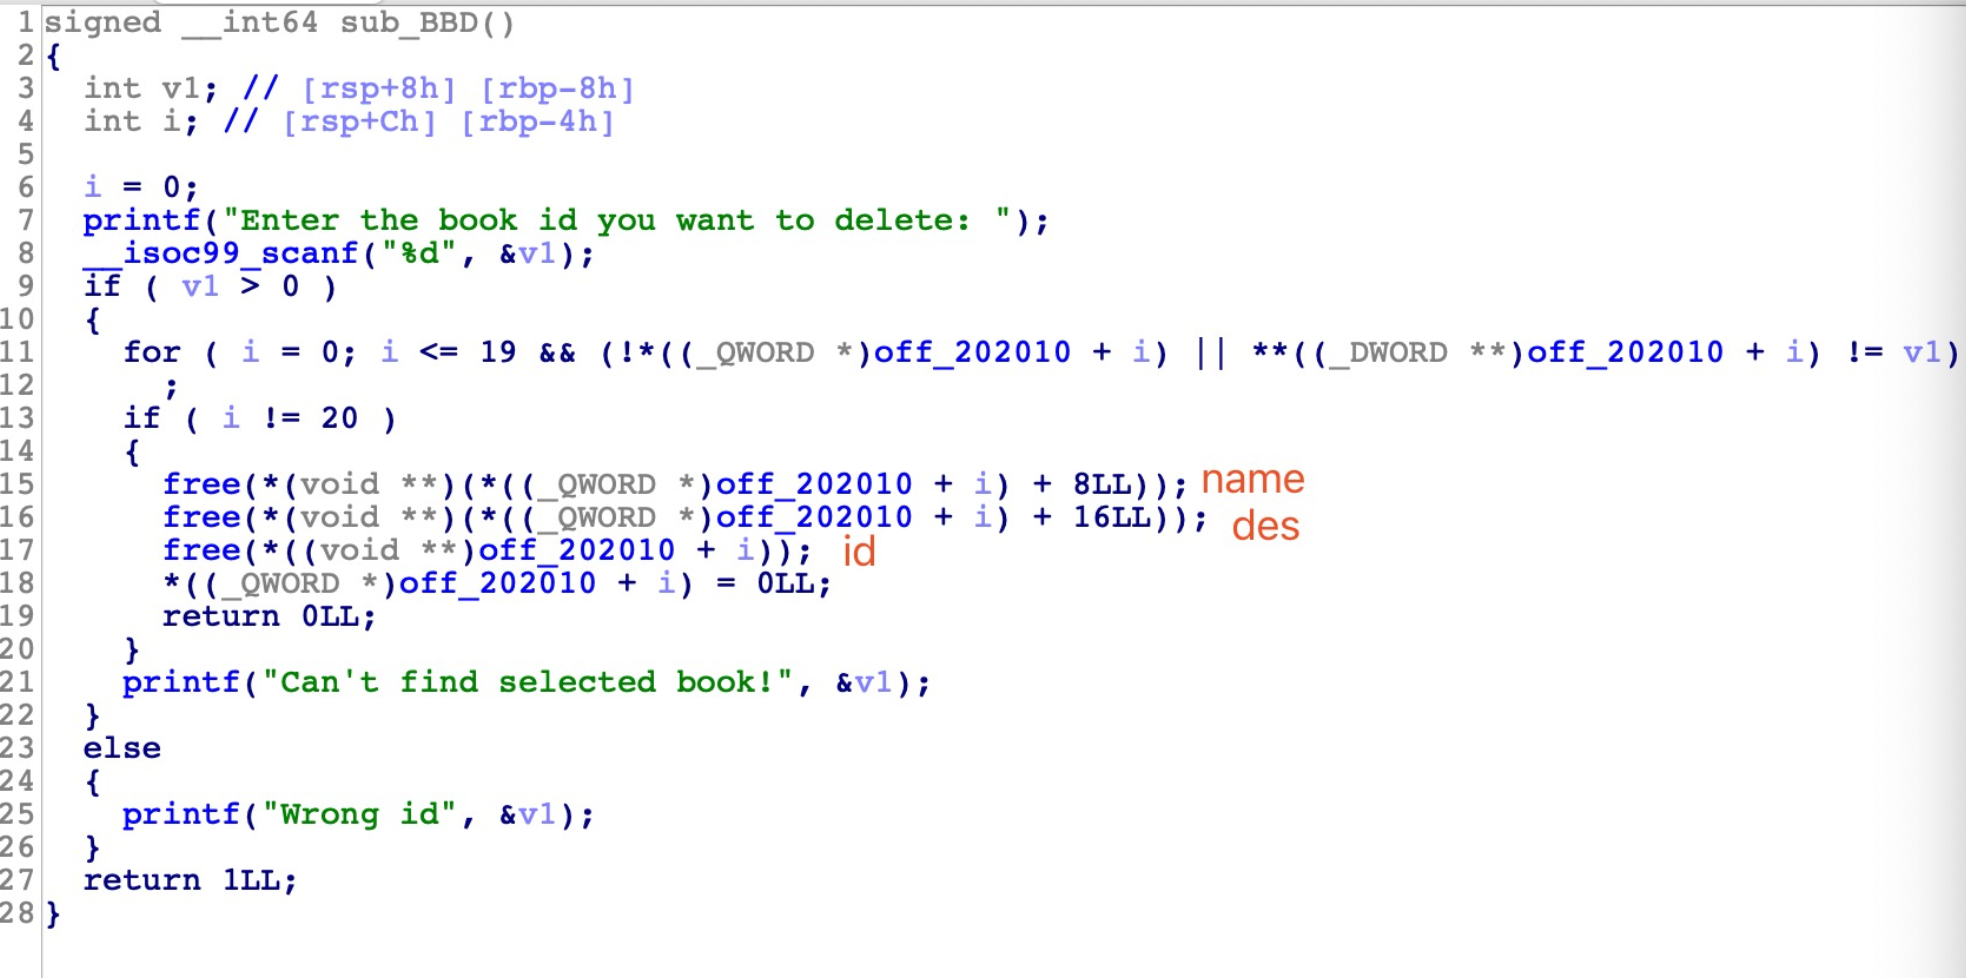 1 signed __int64 sub_BBD()
2 {
3   int v1; // [rsp+8h] [rbp-8h]
4   int i; // [rsp+Ch] [rbp-4h]
5
6   i = 0;
7   printf("Enter the book id you want to delete: ");
8   __isoc99_scanf("%d", &v1);
9   if ( v1 > 0 )
10   {
11     for ( i = 0; i <= 19 && (!*((_QWORD *)off_202010 + i) || **((_DWORD **)off_202010 + i) != v1)
12       ;
13     if ( i != 20 )
14     {
15       free(*(void **)(*((_QWORD *)off_202010 + i) + 8LL)); name
16       free(*(void **)(*((_QWORD *)off_202010 + i) + 16LL)); des
17       free(*((void **)off_202010 + i)); id
18       *((_QWORD *)off_202010 + i) = 0LL;
19       return 0LL;
20     }
21     printf("Can't find selected book!", &v1);
22   }
23   else
24   {
25     printf("Wrong id", &v1);
26   }
27   return 1LL;
28 }